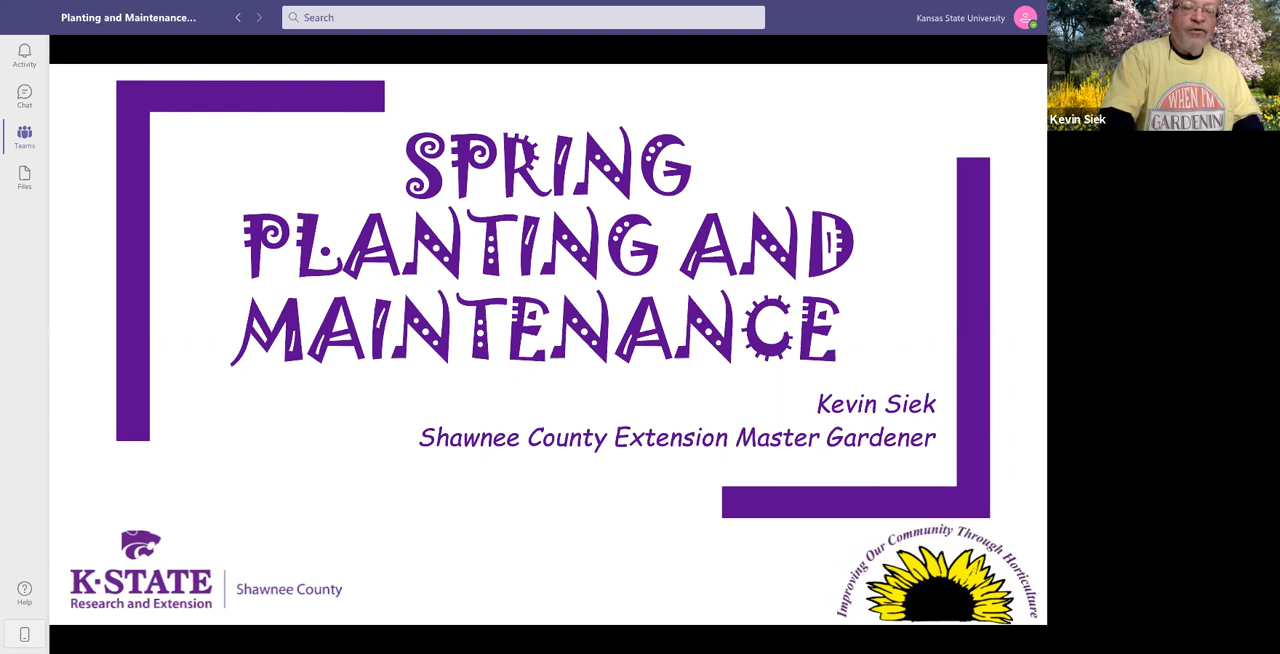 Planting and Maintenance...
Search
Kansas State University
Activity
Chat
Teams
Files
Help
SPRING
PLANTING AND
MAINTENANCE
Kevin Siek
Shawnee County Extension Master Gardener
K-STATE
Research and Extension
Shawnee County
Improving Our Community Through Horticulture
WHEN I'M
GARDENIN
Kevin Siek